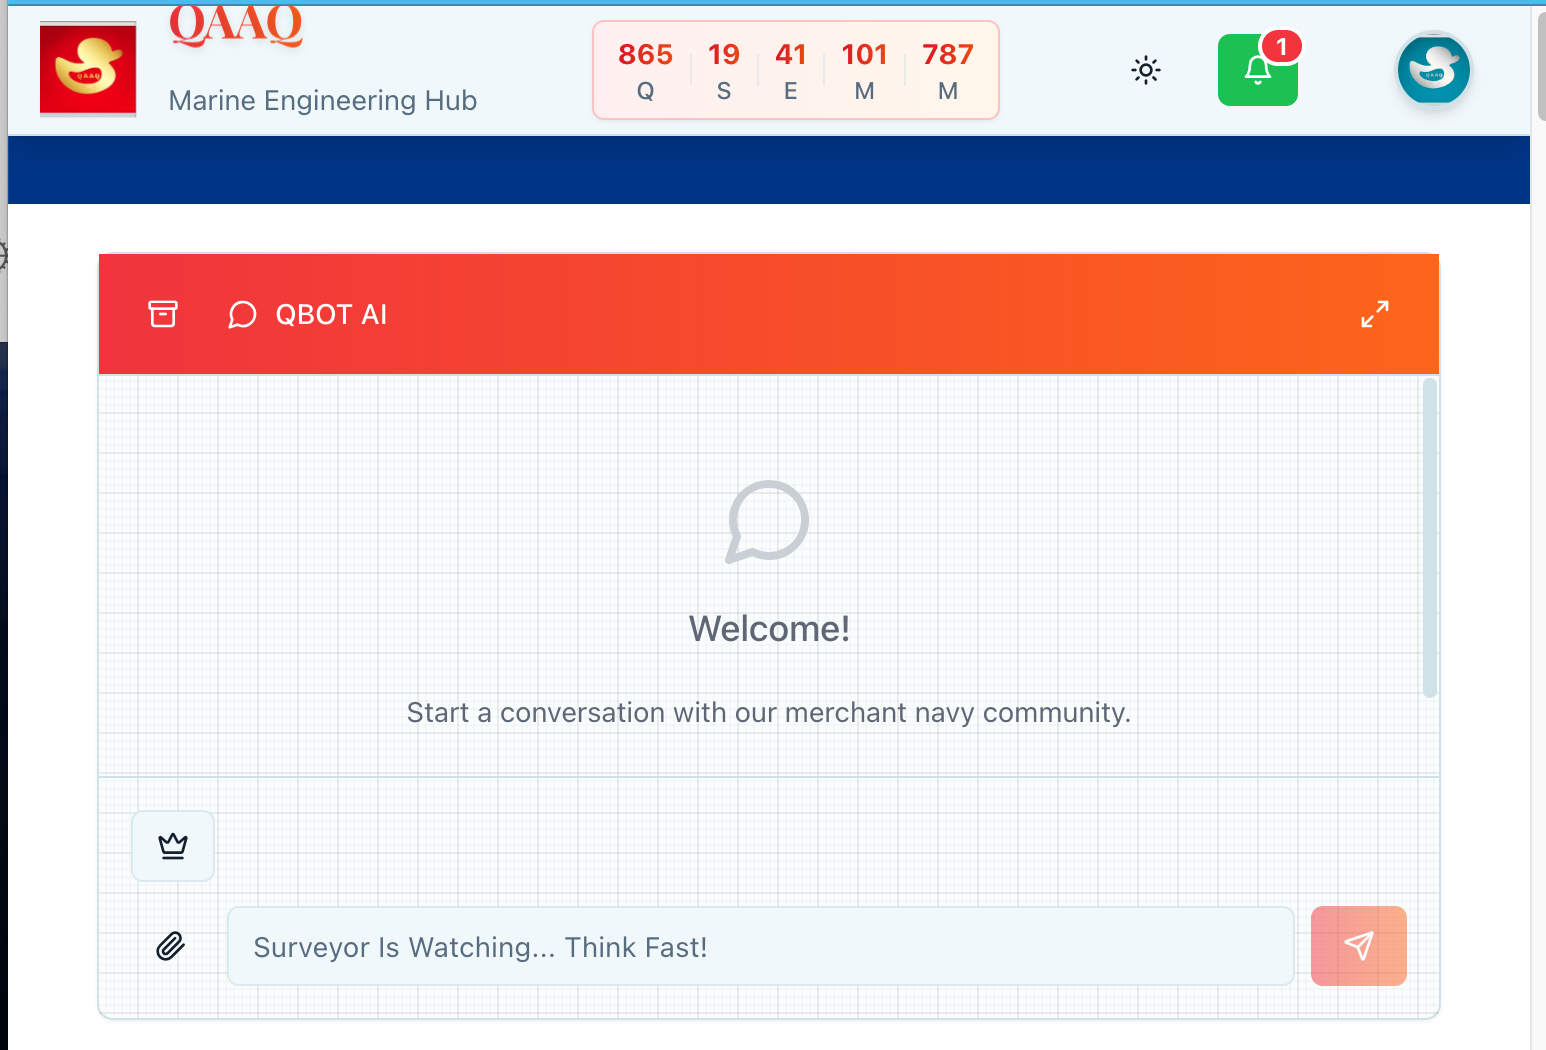 QAAQ
Marine Engineering Hub
865 19 41 101 787
Q S E M M
1
QBOT AI
Welcome!
Start a conversation with our merchant navy community.
Surveyor Is Watching... Think Fast!